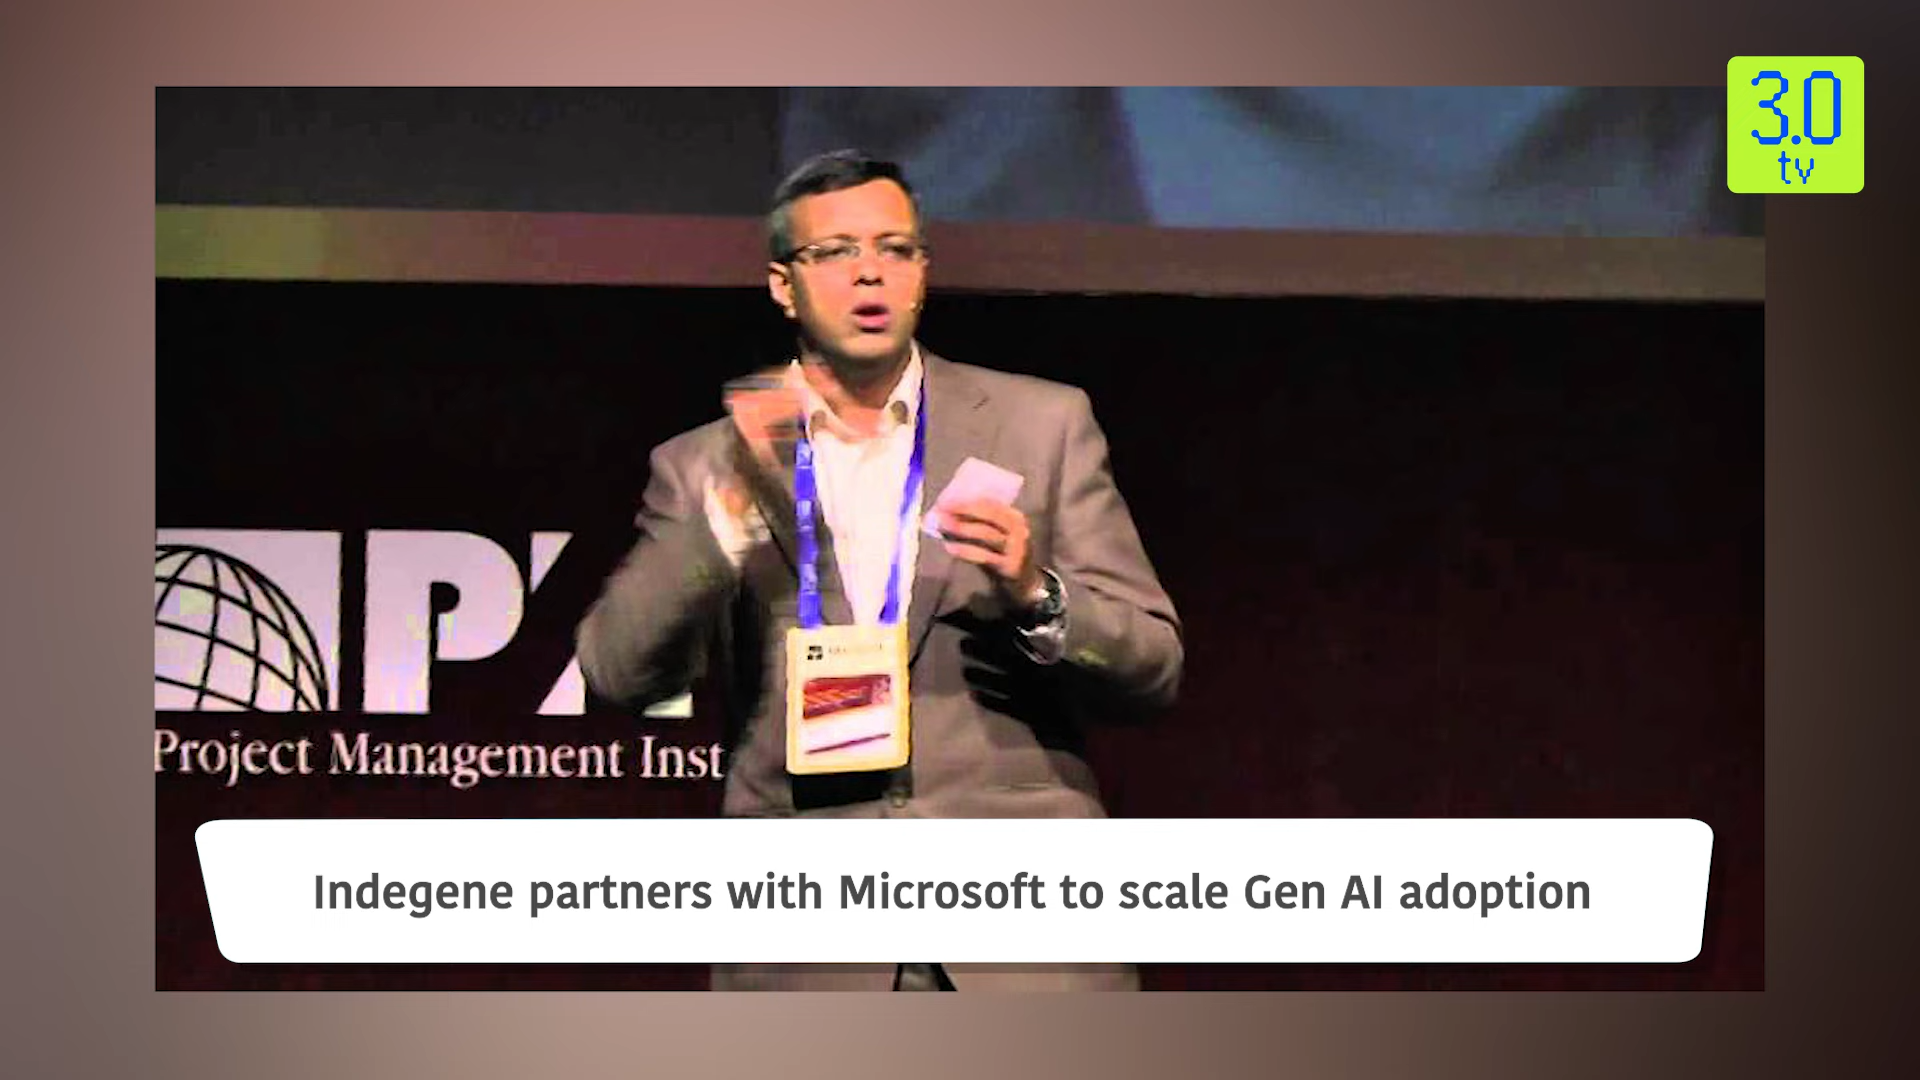 3.0
tv
P
Project Management Inst
Indegene partners with Microsoft to scale Gen AI adoption